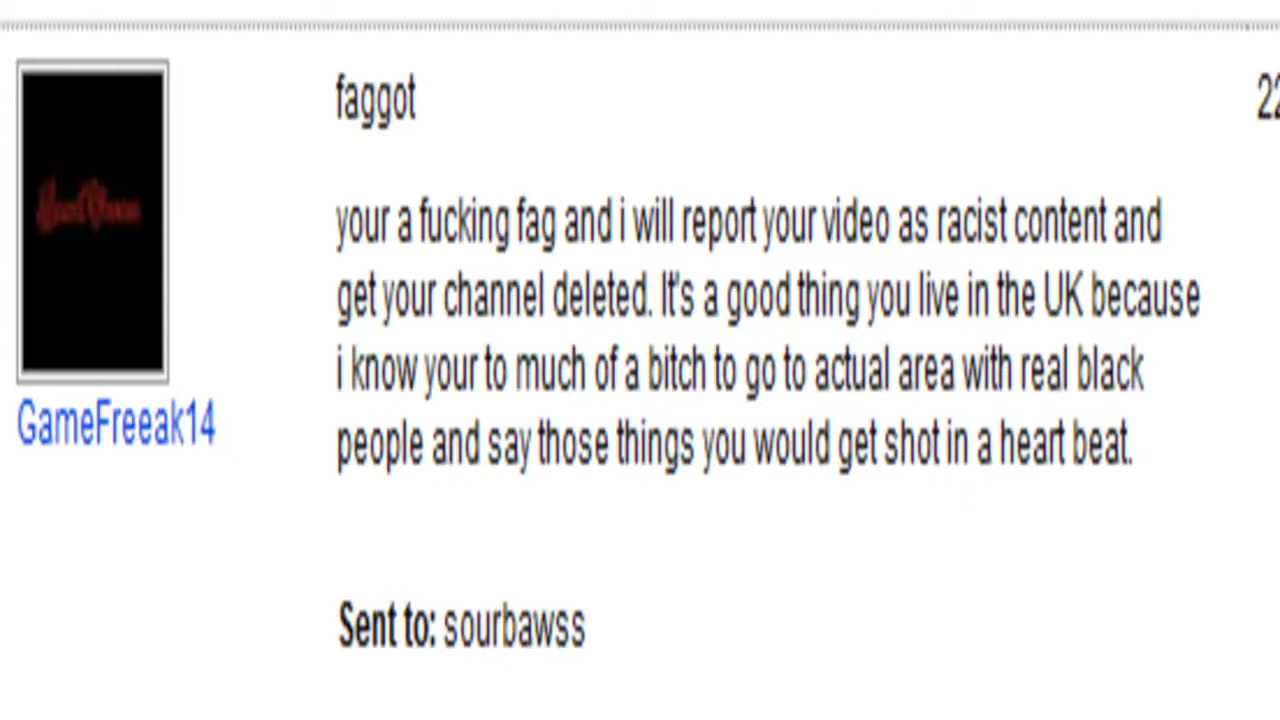 faggot
22
your a fucking fag and i will report your video as racist content and
get your channel deleted. It's a good thing you live in the UK because
i know your to much of a bitch to go to actual area with real black
people and say those things you would get shot in a heart beat.
GameFreeak14
Sent to: sourbawss